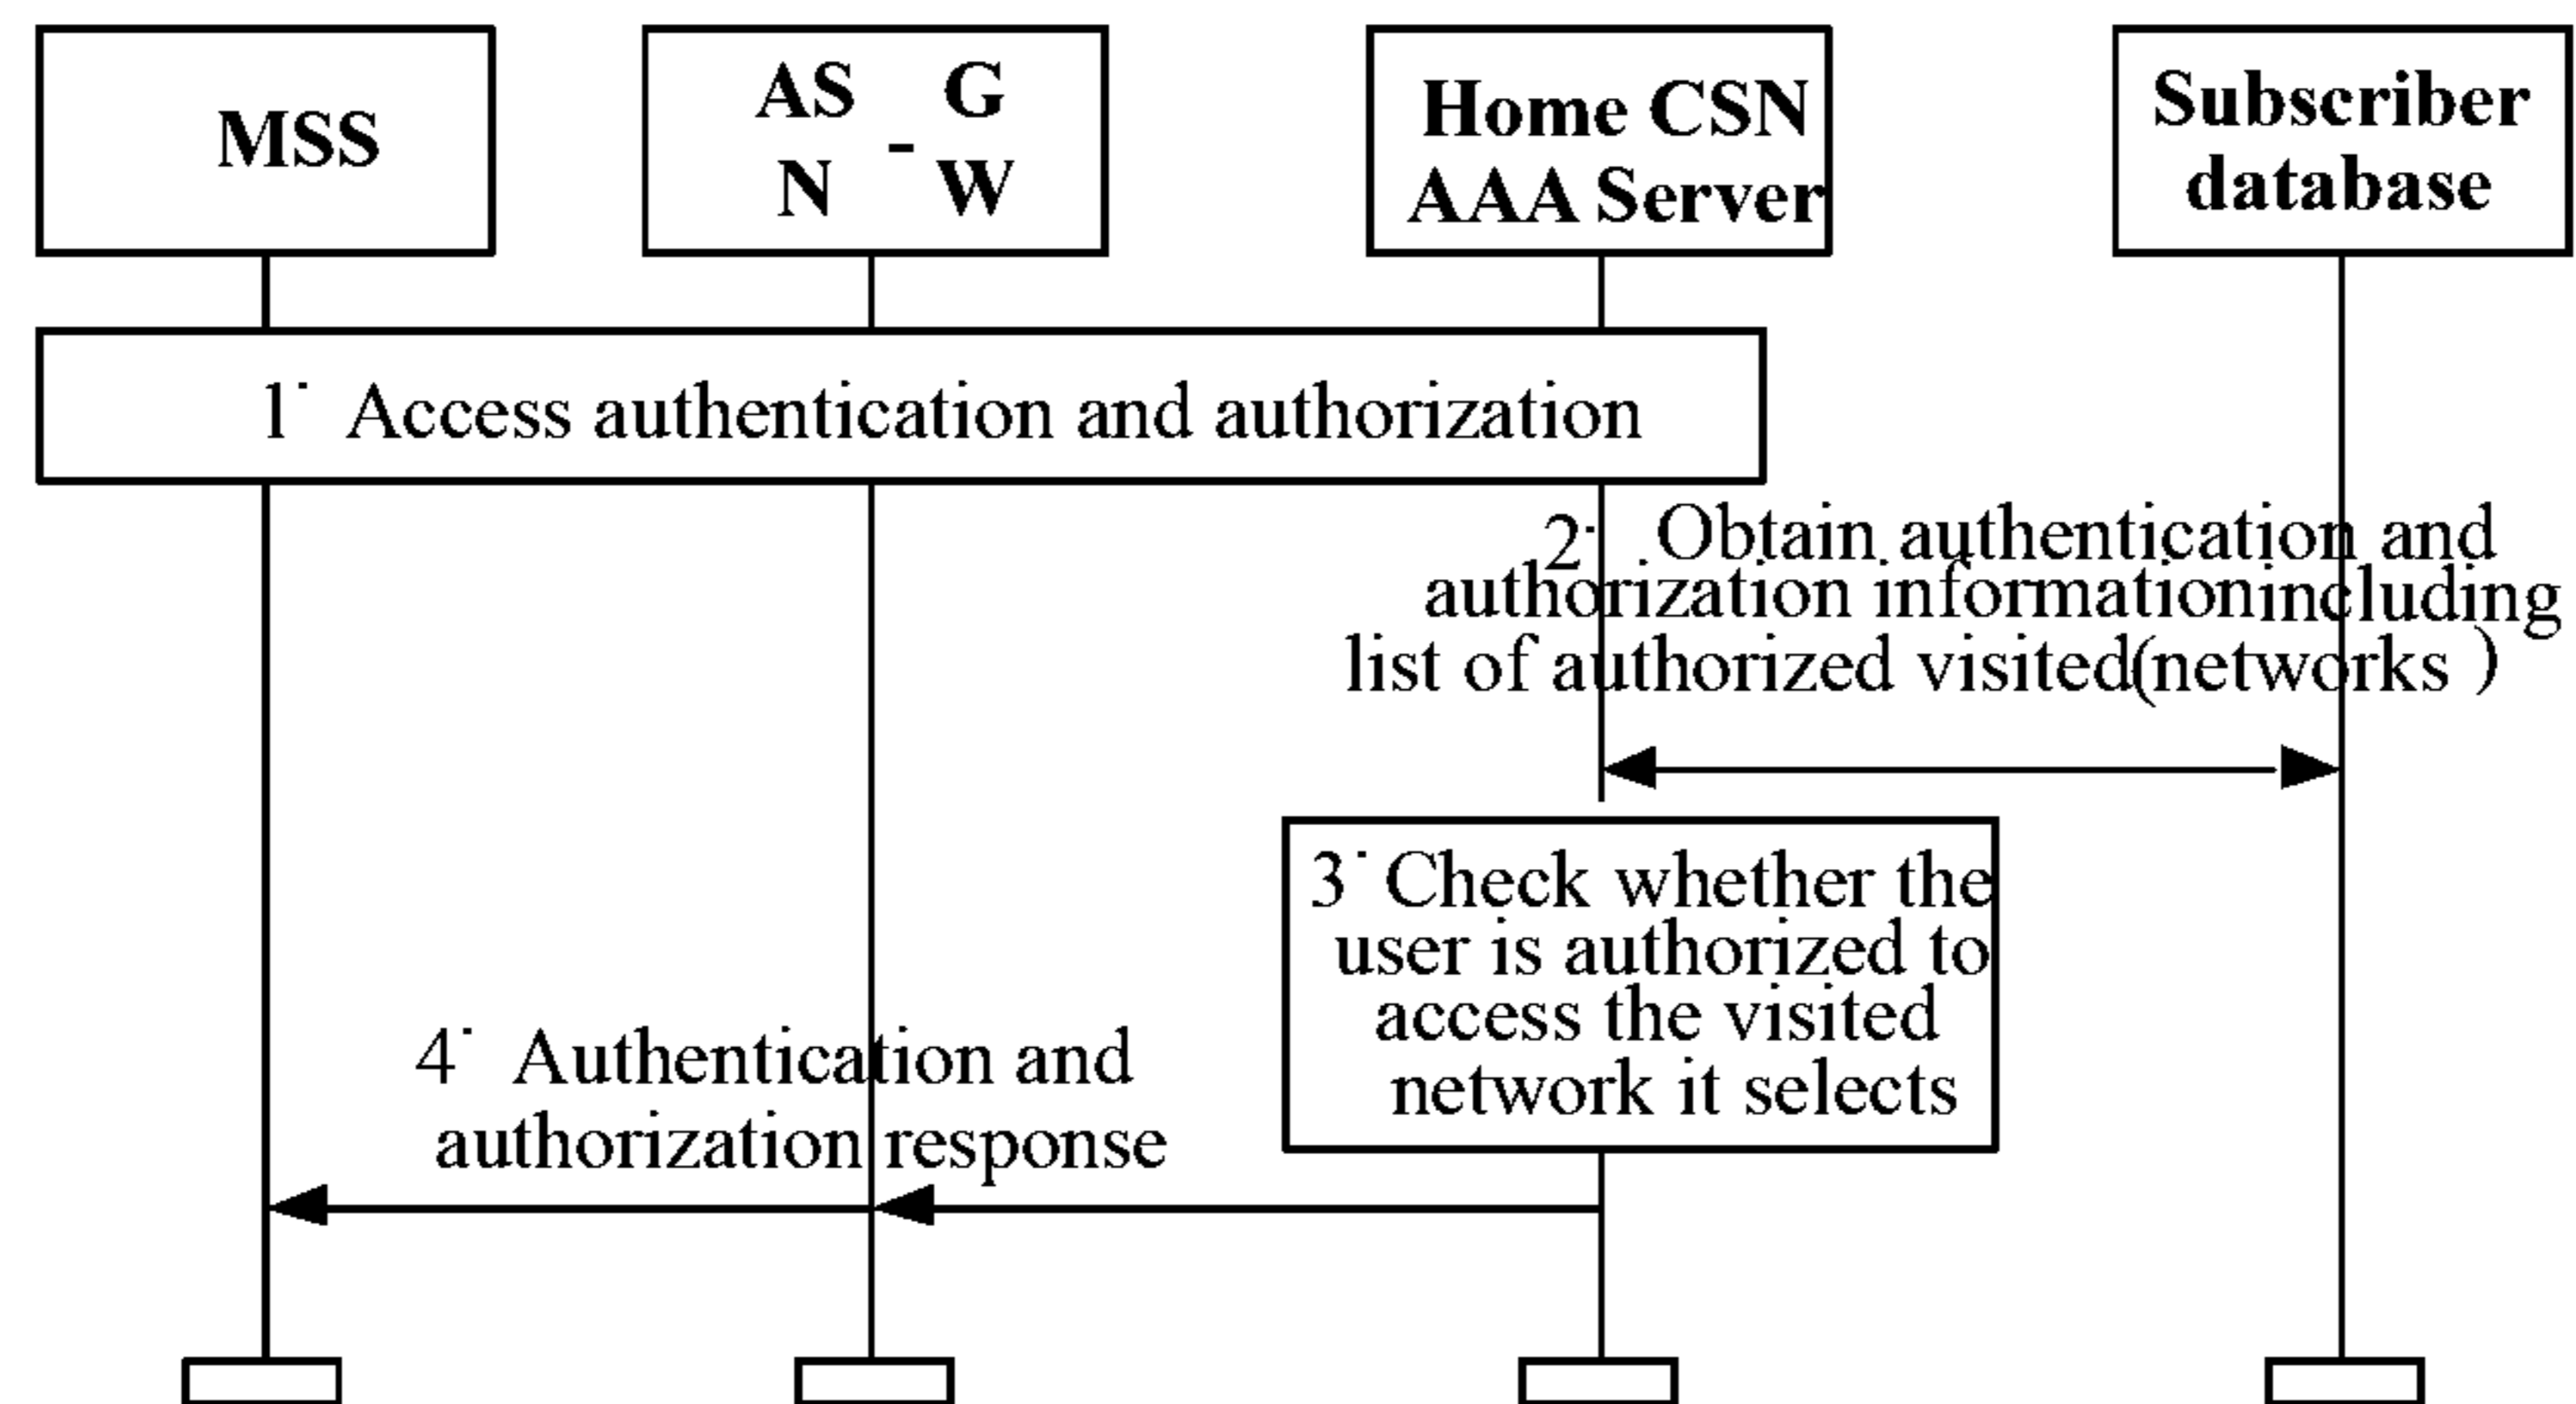 MSS
AS - G
N W
Home CSN
AAA Server
Subscriber
database
1. Access authentication and authorization
2. Obtain authentication and
authorization information including
list of authorized visited(networks )
3. Check whether the
user is authorized to
access the visited
network it selects
4. Authentication and
authorization response